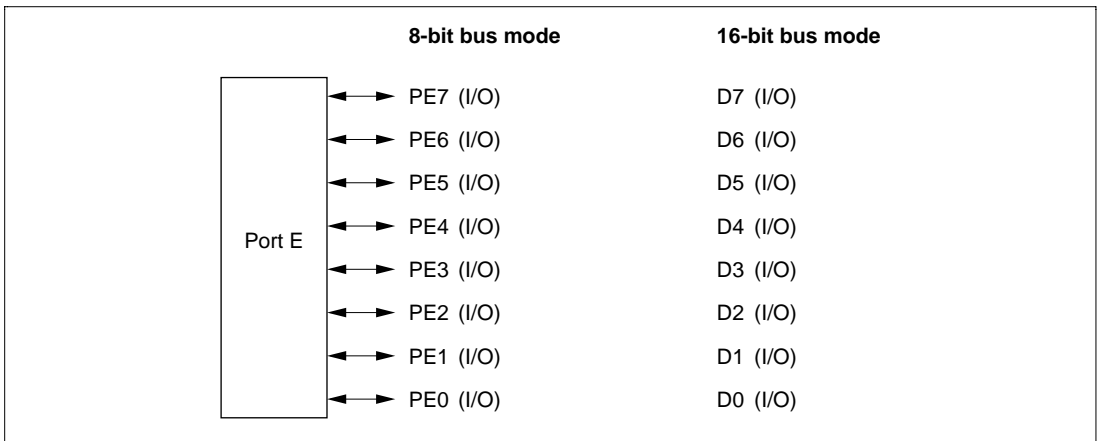 8-bit bus mode 16-bit bus mode
PE7 (I/O) D7 (I/O)
PE6 (I/O) D6 (I/O)
PE5 (I/O) D5 (I/O)
PE4 (I/O) D4 (I/O)
Port E
PE3 (I/O) D3 (I/O)
PE2 (I/O) D2 (I/O)
PE1 (I/O) D1 (I/O)
PE0 (I/O) D0 (I/O)